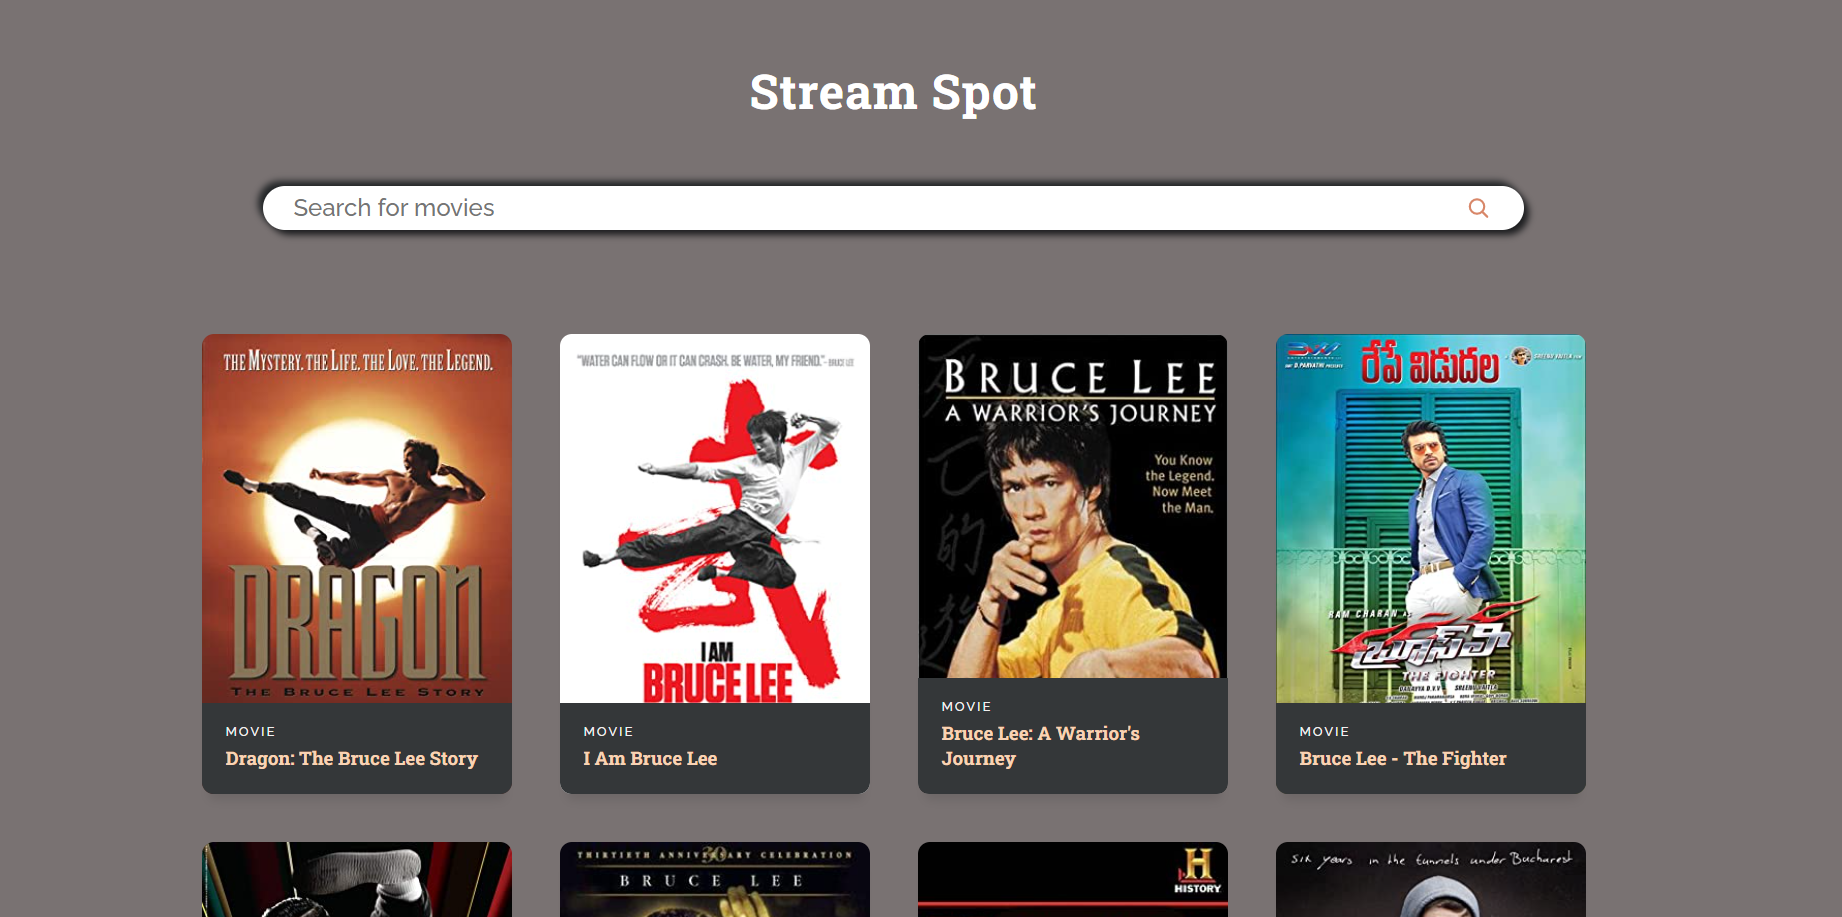 Stream Spot
Search for movies
THE MYSTERY. THE LIFE. THE LOVE. THE LEGEND.
DRAGON
THE BRUCE LEE STORY
MOVIE
Dragon: The Bruce Lee Story
"WATER CAN FLOW OR IT CAN CRASH. BE WATER, MY FRIEND." - BRUCE LEE
I AM
BRUCE LEE
MOVIE
I Am Bruce Lee
BRUCE LEE
A WARRIOR'S JOURNEY
You Know
the Legend.
Now Meet
the Man.
MOVIE
Bruce Lee: A Warrior's
Journey
రేపే విడుదల
RAM CHARAN AS
బ్రూస్ లీ
THE FIGHTER
MOVIE
Bruce Lee - The Fighter
THIRTIETH ANNIVERSARY CELEBRATION
BRUCE LEE
H
HISTORY
six years in the tunnels under Bucharest